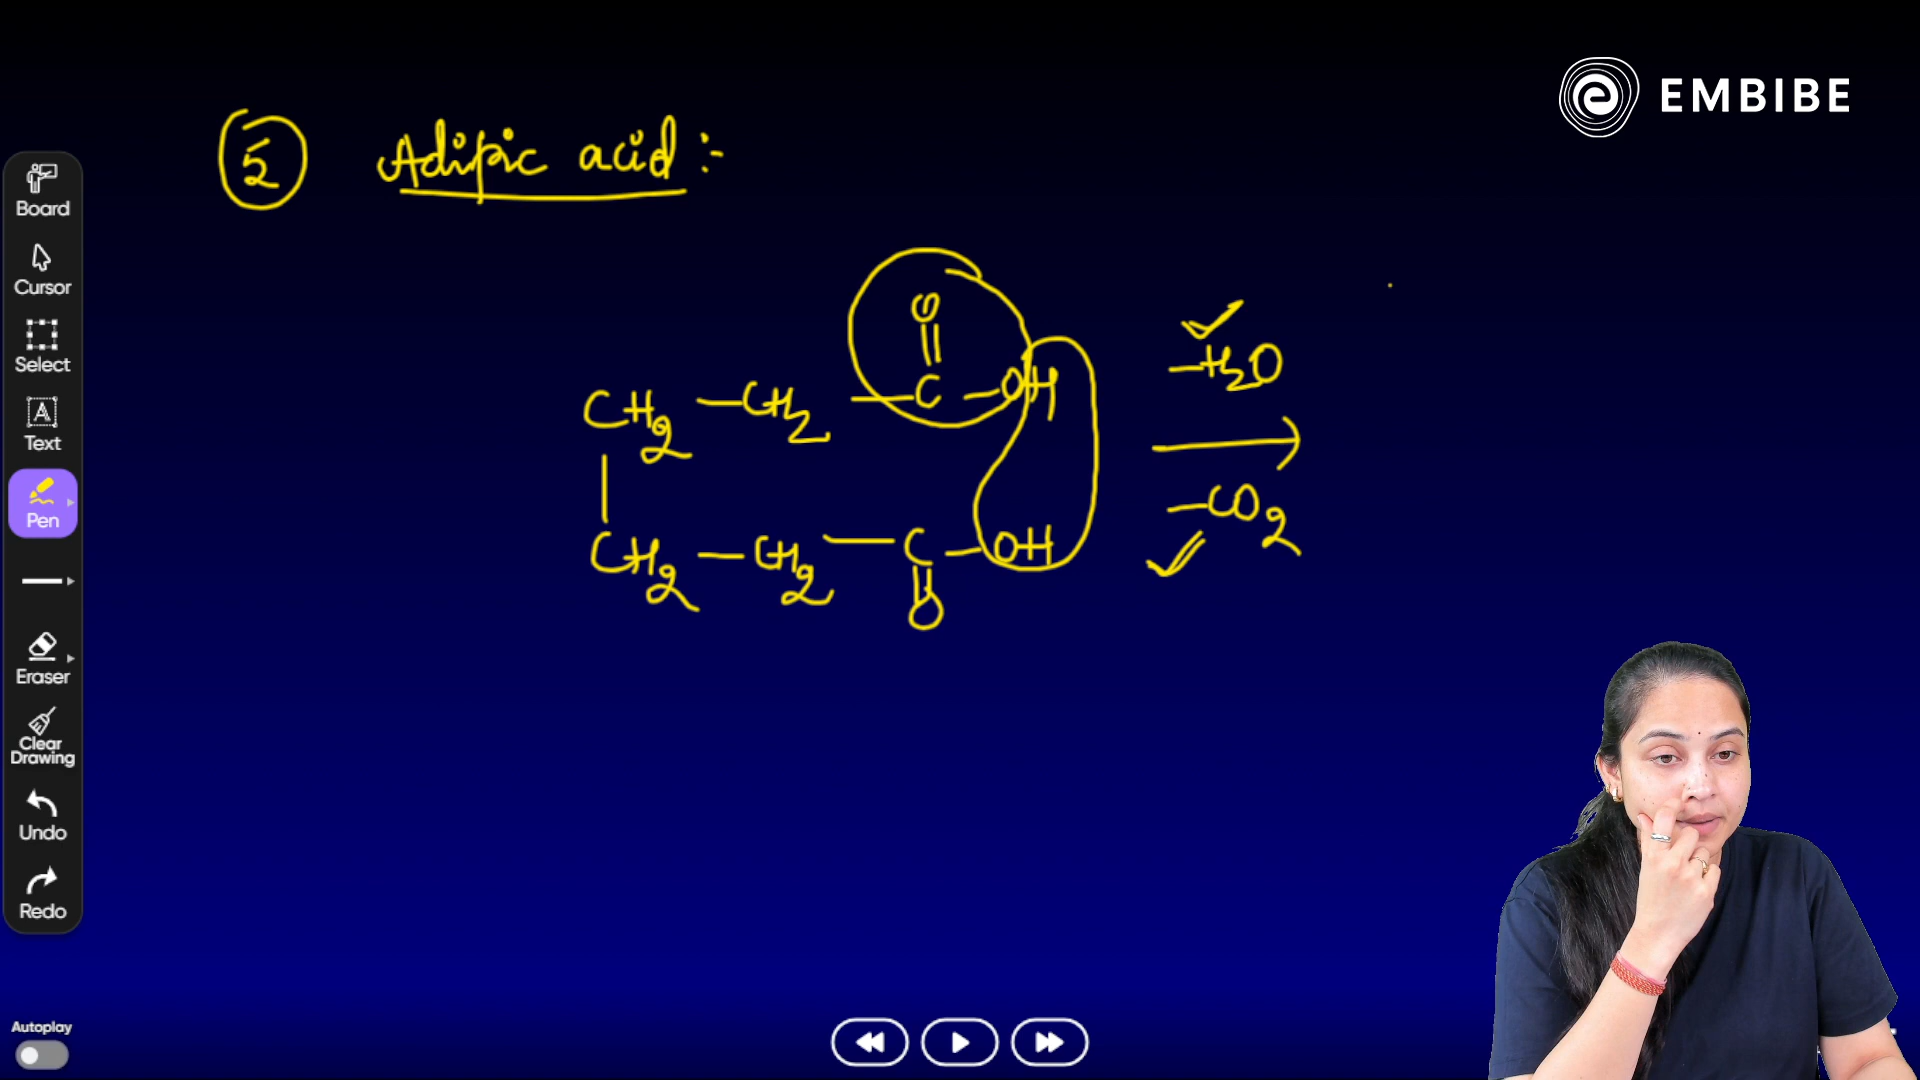 EMBIBE
5 Adipic acid :-
O
CH2 — CH2 — C — OH
-H2O
-CO2
CH2 — CH2 — C — OH
O
Board
Cursor
Select
Text
Pen
Eraser
Clear
Drawing
Undo
Redo
Autoplay